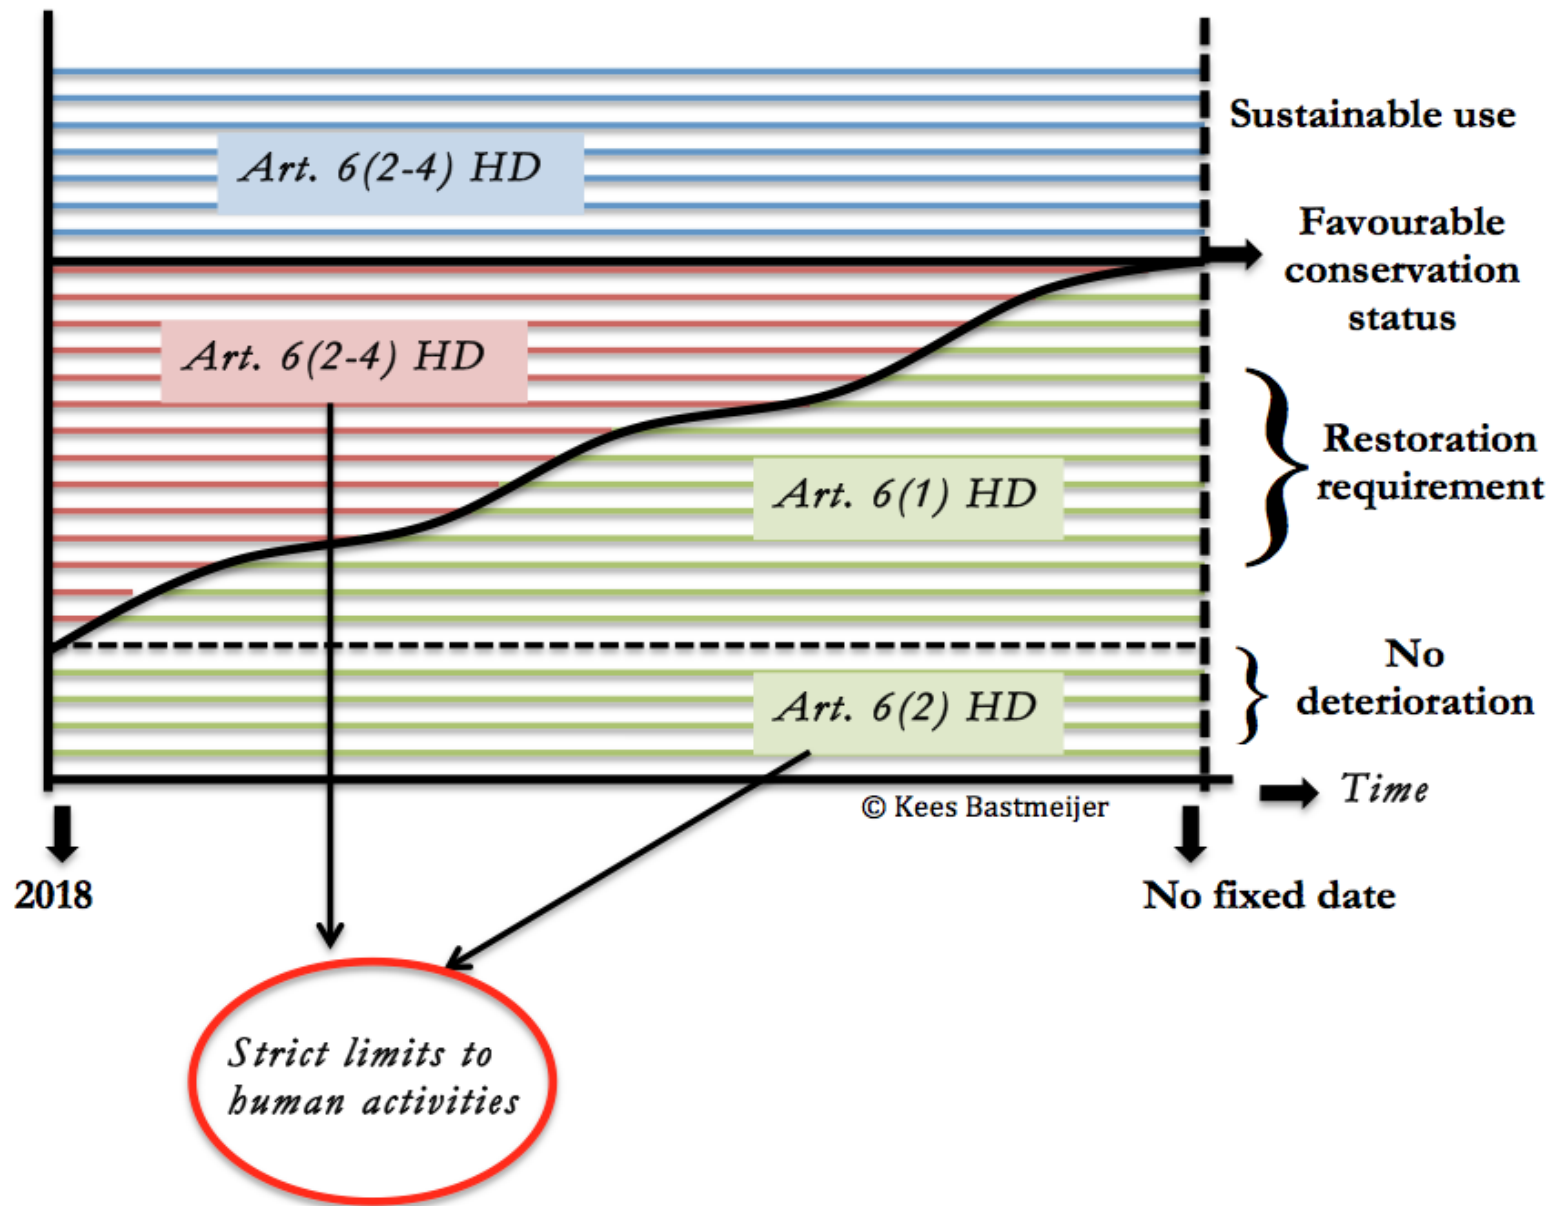 Sustainable use
Art. 6(2-4) HD
Favourable
conservation
status
Art. 6(2-4) HD
Restoration
requirement
Art. 6(1) HD
No
deterioration
Art. 6(2) HD
Time
© Kees Bastmeijer
2018
No fixed date
Strict limits to
human activities